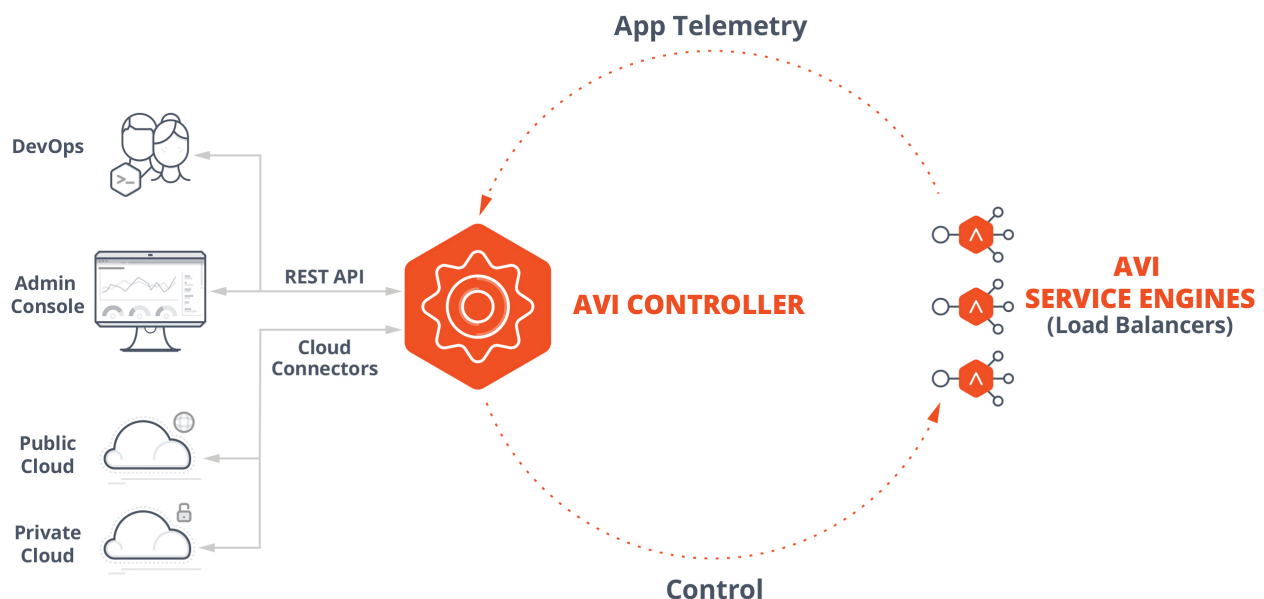 App Telemetry
DevOps
Admin
Console
REST API
AVI CONTROLLER
AVI
SERVICE ENGINES
(Load Balancers)
Cloud
Connectors
Public
Cloud
Private
Cloud
Control